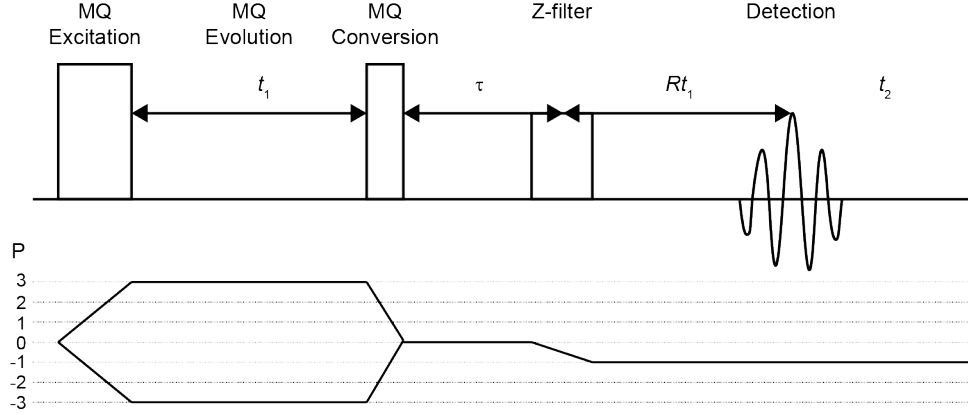 MQ Excitation
MQ Evolution
MQ Conversion
Z-filter
Detection
t1
τ
Rt1
t2
P
3
2
1
0
-1
-2
-3